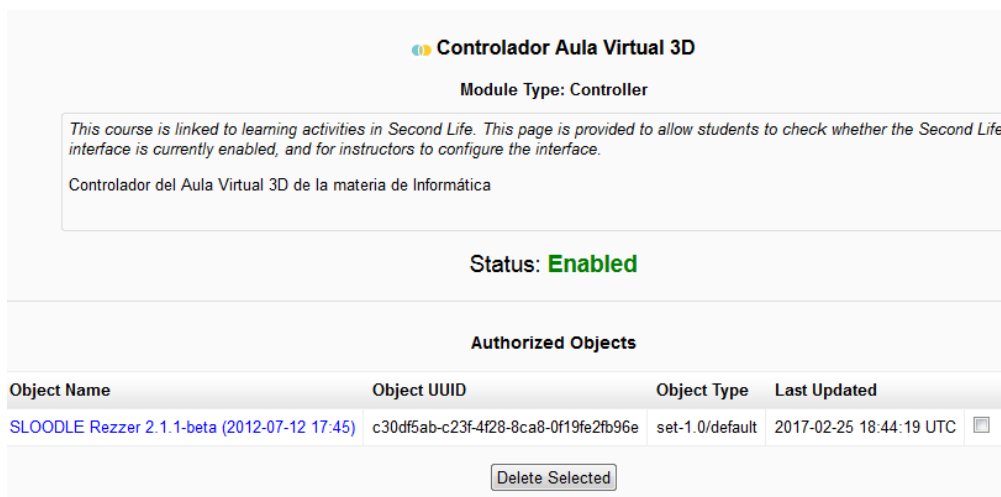 Controlador Aula Virtual 3D
Module Type: Controller
This course is linked to learning activities in Second Life. This page is provided to allow students to check whether the Second Life
interface is currently enabled, and for instructors to configure the interface.
Controlador del Aula Virtual 3D de la materia de Informática
Status: Enabled
Authorized Objects
Object Name Object UUID Object Type Last Updated
SLOODLE Rezzer 2.1.1-beta (2012-07-12 17:45) c30df5ab-c23f-4f28-8ca8-0f19fe2fb96e set-1.0/default 2017-02-25 18:44:19 UTC
Delete Selected